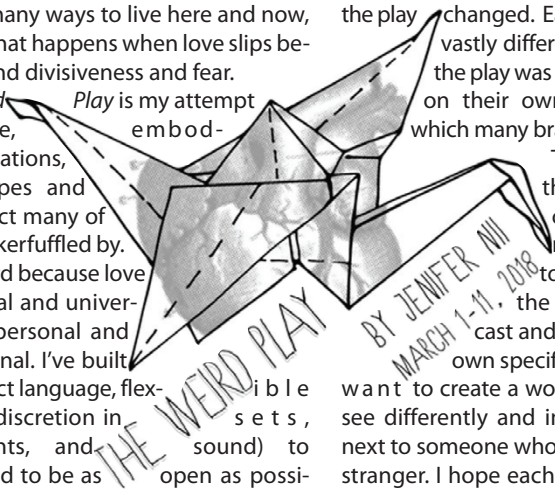 many ways to live here and now,
hat happens when love slips be-
nd divisiveness and fear.
Play is my attempt
embod-
ations,
pes and
ct many of
kerfuffled by.
d because love
al and univer-
personal and
nal. I've built
ct language, flex- ible
discretion in sets,
nts, and sound) to
d to be as open as possi-
THE WEIRD PLAY
BY JENIFER NII
MARCH 1-11, 2018
the play changed. Ea
vastly differ
the play was
on their own
which many bra
T
th
to
the
cast and
own specif
want to create a wo
see differently and in
next to someone who
stranger. I hope each